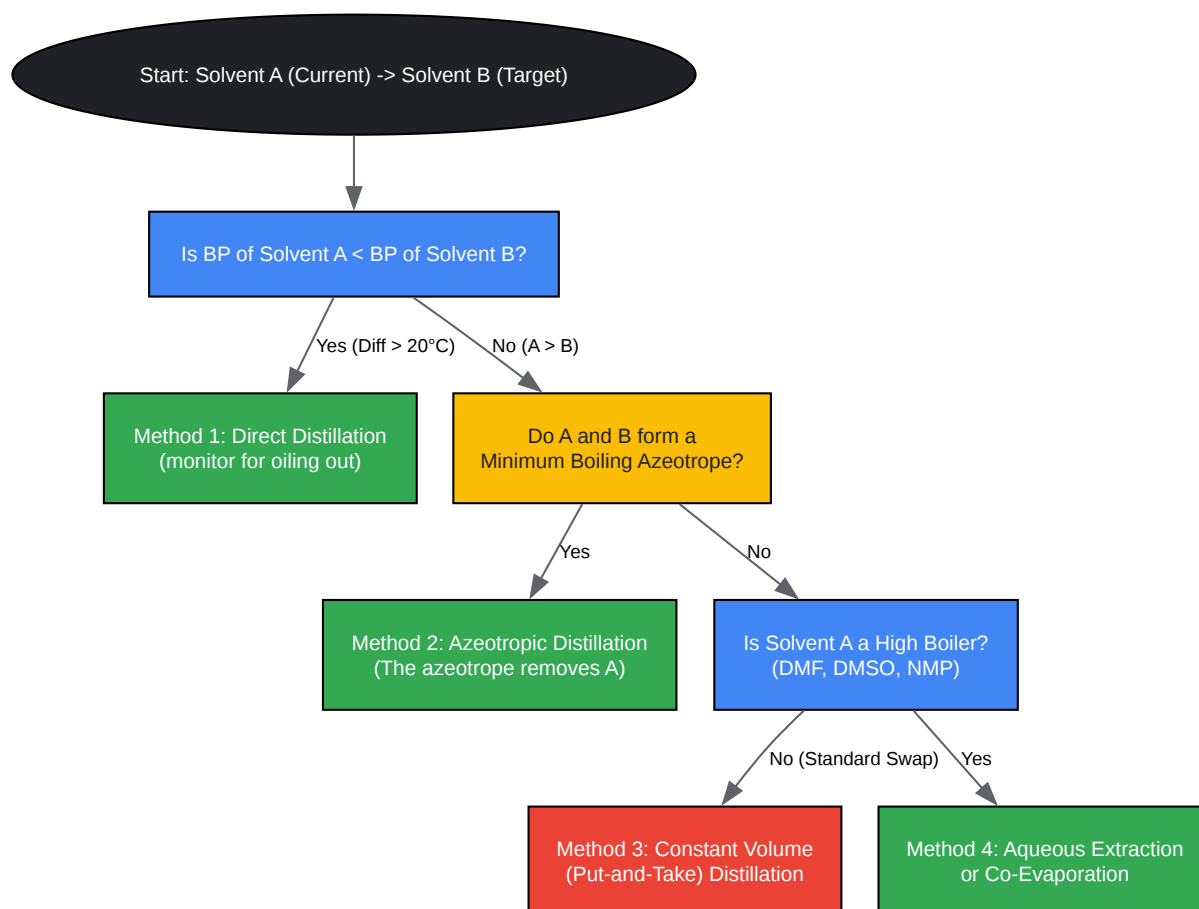 Start: Solvent A (Current) -> Solvent B (Target)
Is BP of Solvent A < BP of Solvent B?
Yes (Diff > 20°C)
No (A > B)
Method 1: Direct Distillation
(monitor for oiling out)
Do A and B form a
Minimum Boiling Azeotrope?
Yes
No
Method 2: Azeotropic Distillation
(The azeotrope removes A)
Is Solvent A a High Boiler?
(DMF, DMSO, NMP)
No (Standard Swap)
Yes
Method 3: Constant Volume
(Put-and-Take) Distillation
Method 4: Aqueous Extraction
or Co-Evaporation